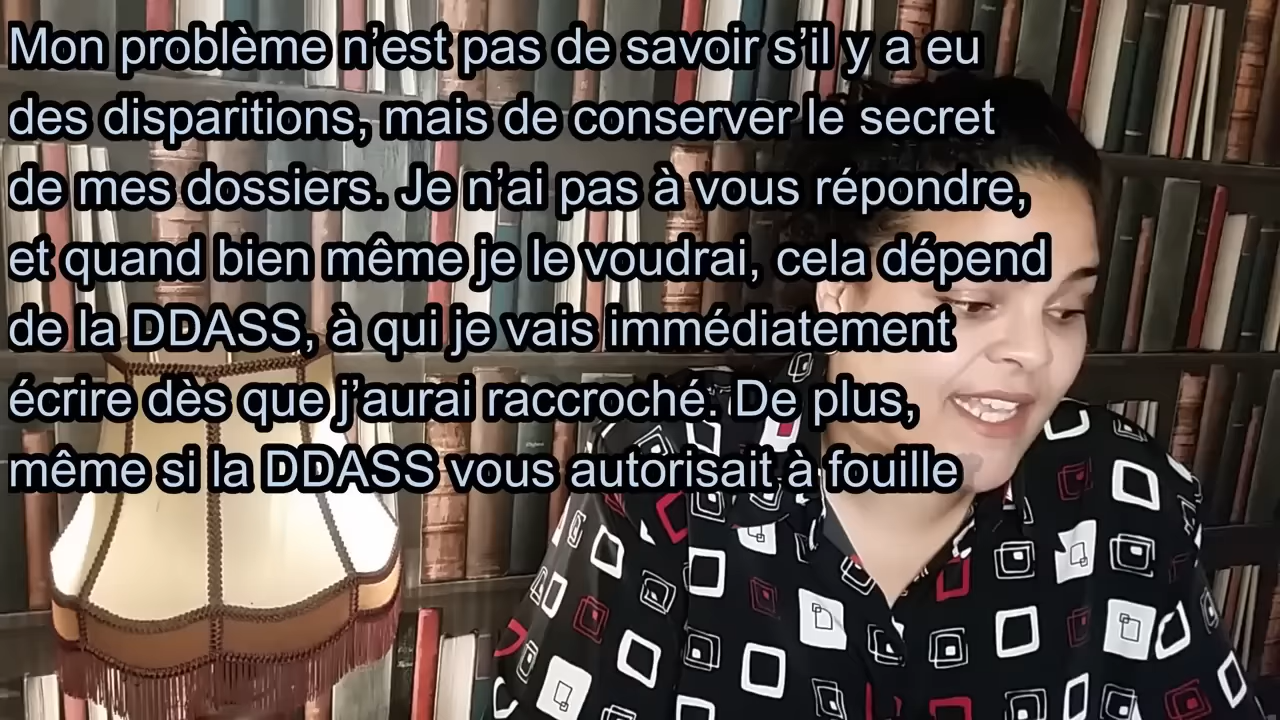 Mon problème n’est pas de savoir s’il y a eu
des disparitions, mais de conserver le secret
de mes dossiers. Je n’ai pas à vous répondre,
et quand bien même je le voudrai, cela dépend
de la DDASS, à qui je vais immédiatement
écrire dès que j’aurai raccroché. De plus,
même si la DDASS vous autorisait à fouille